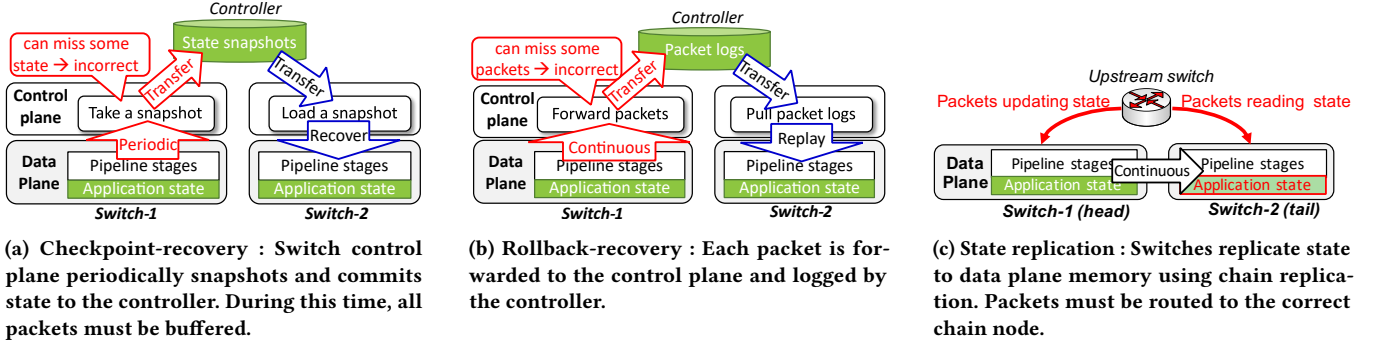 Controller
can miss some
state → incorrect
State snapshots
Transfer
Transfer
Control
plane
Take a snapshot
Load a snapshot
Periodic
Recover
Data
Plane
Pipeline stages
Application state
Pipeline stages
Application state
Switch-1
Switch-2
(a) Checkpoint-recovery : Switch control
plane periodically snapshots and commits
state to the controller. During this time, all
packets must be buffered.
Controller
can miss some
packets → incorrect
Packet logs
Transfer
Transfer
Control
plane
Forward packets
Pull packet logs
Continuous
Replay
Data
Plane
Pipeline stages
Application state
Pipeline stages
Application state
Switch-1
Switch-2
(b) Rollback-recovery : Each packet is for-
warded to the control plane and logged by
the controller.
Upstream switch
Packets updating state
Packets reading state
Data
Plane
Pipeline stages
Application state
Continuous
Pipeline stages
Application state
Switch-1 (head)
Switch-2 (tail)
(c) State replication : Switches replicate state
to data plane memory using chain replica-
tion. Packets must be routed to the correct
chain node.